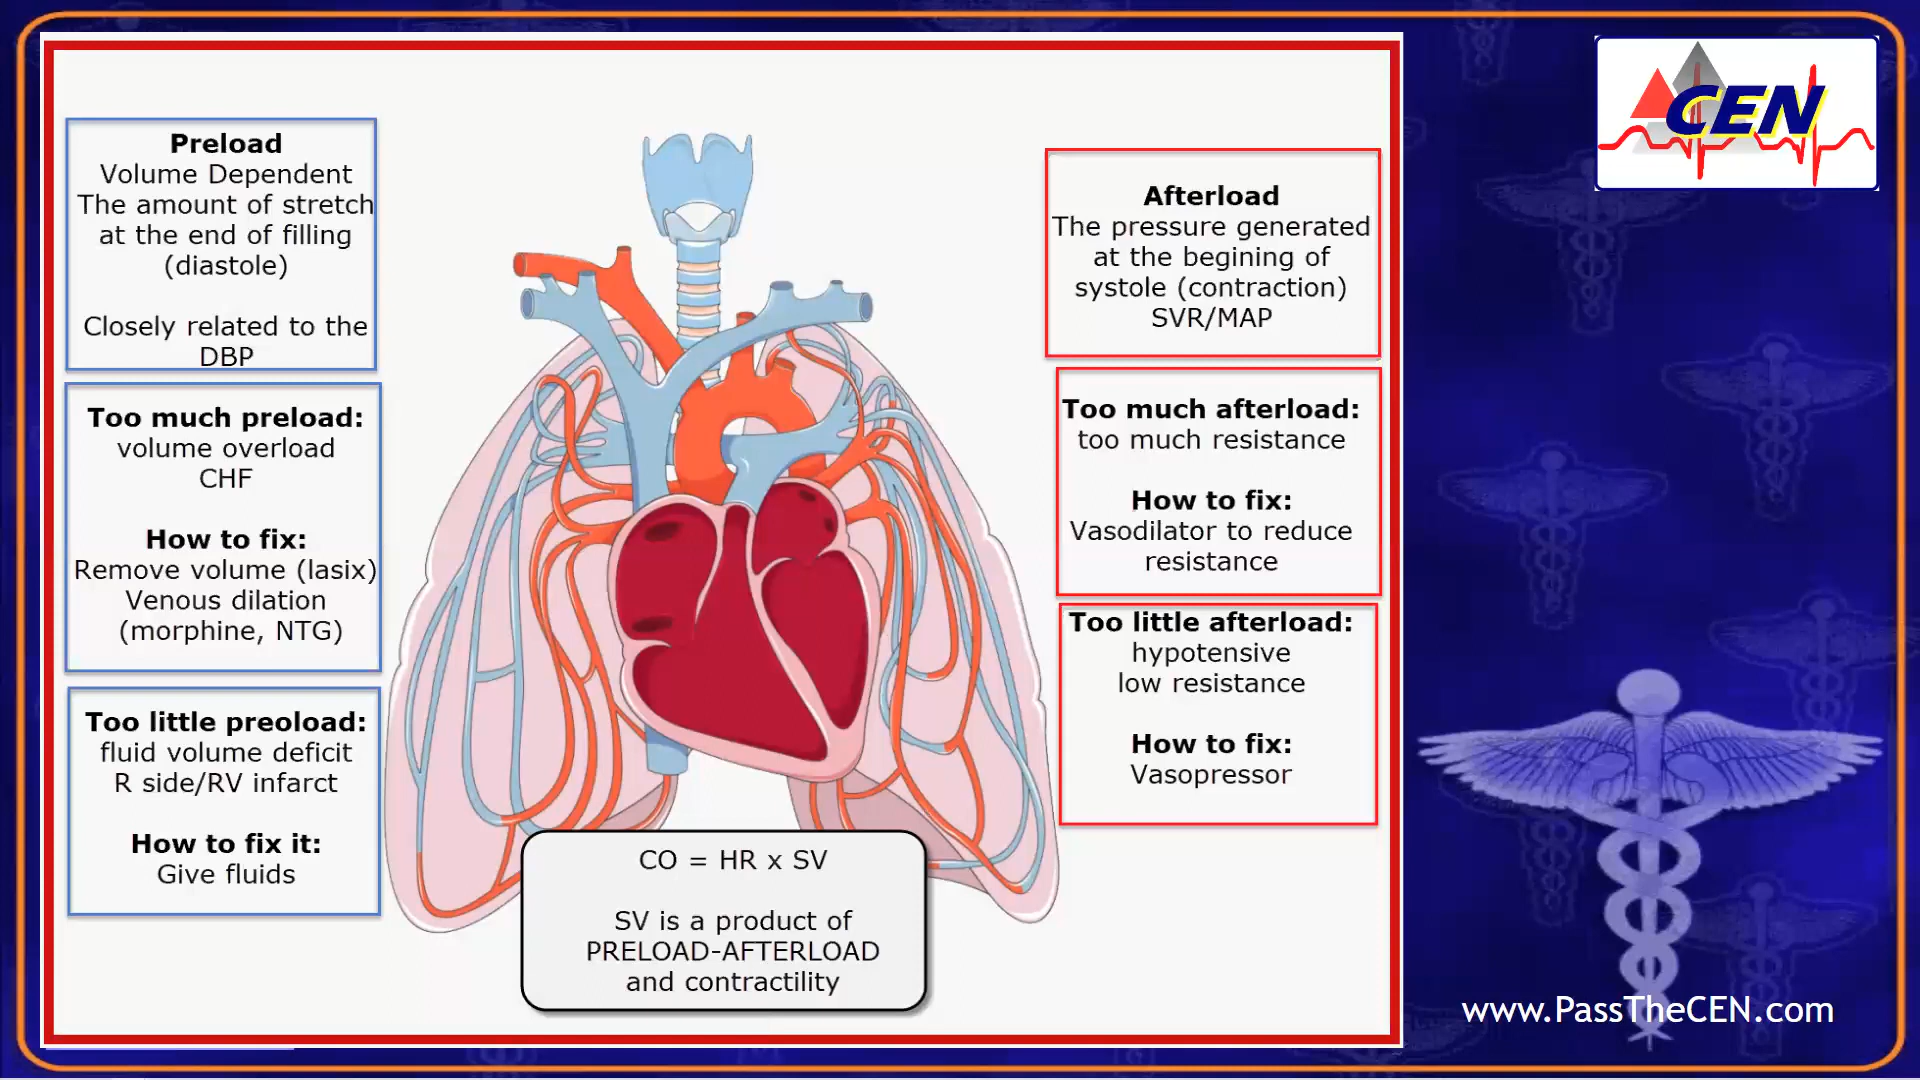 Preload
Volume Dependent
The amount of stretch
at the end of filling
(diastole)
Closely related to the
DBP
Too much preload:
volume overload
CHF
How to fix:
Remove volume (lasix)
Venous dilation
(morphine, NTG)
Too little preoload:
fluid volume deficit
R side/RV infarct
How to fix it:
Give fluids
CO = HR x SV
SV is a product of
PRELOAD-AFTERLOAD
and contractility
Afterload
The pressure generated
at the begining of
systole (contraction)
SVR/MAP
Too much afterload:
too much resistance
How to fix:
Vasodilator to reduce
resistance
Too little afterload:
hypotensive
low resistance
How to fix:
Vasopressor
CEN
www.PassTheCEN.com